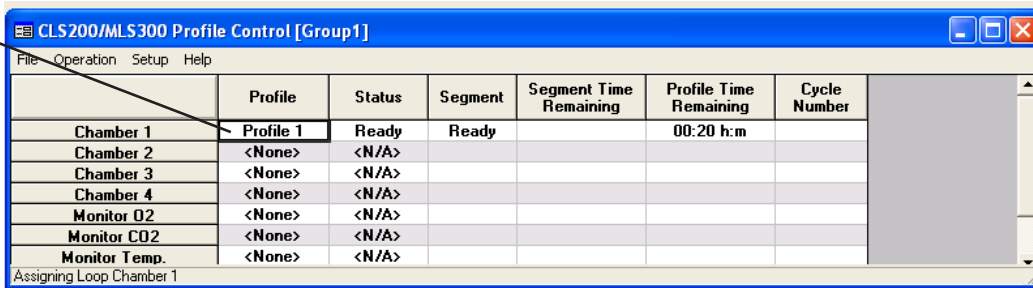 CLS200/MLS300 Profile Control [Group1]
File Operation Setup Help
Profile Status Segment Segment Time Remaining Profile Time Remaining Cycle Number
Chamber 1 Profile 1 Ready Ready 00:20 h:m
Chamber 2 <None> <N/A>
Chamber 3 <None> <N/A>
Chamber 4 <None> <N/A>
Monitor O2 <None> <N/A>
Monitor CO2 <None> <N/A>
Monitor Temp. <None> <N/A>
Assigning Loop Chamber 1